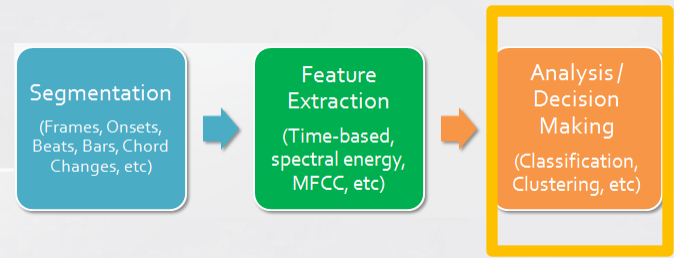 Segmentation
(Frames, Onsets,
Beats, Bars, Chord
Changes, etc)
Feature
Extraction
(Time-based,
spectral energy,
MFCC, etc)
Analysis /
Decision
Making
(Classification,
Clustering, etc)